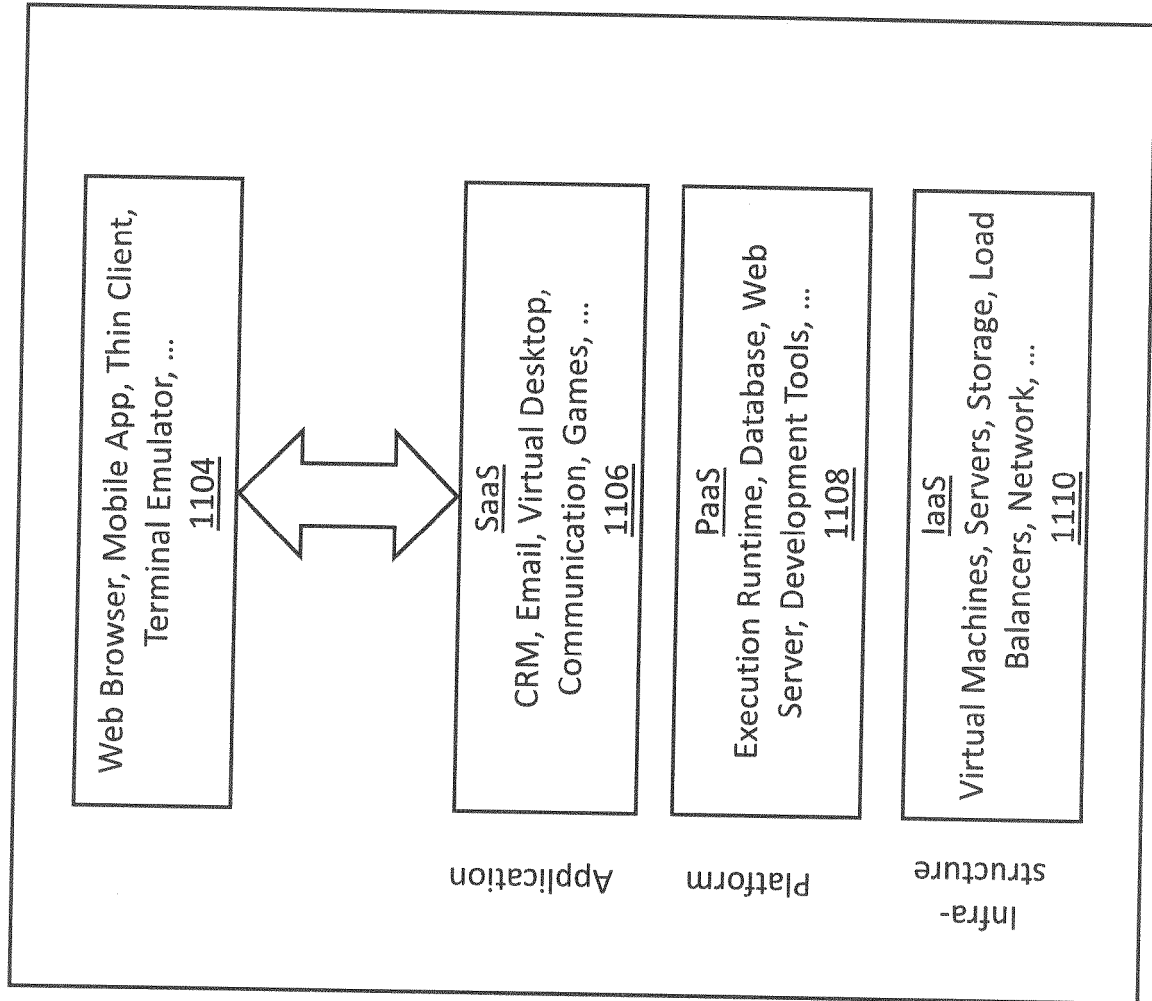 Web Browser, Mobile App, Thin Client,
Terminal Emulator, ...
1104
Application
SaaS
CRM, Email, Virtual Desktop,
Communication, Games, ...
1106
Platform
PaaS
Execution Runtime, Database, Web
Server, Development Tools, ...
1108
Infra-
structure
IaaS
Virtual Machines, Servers, Storage, Load
Balancers, Network, ...
1110